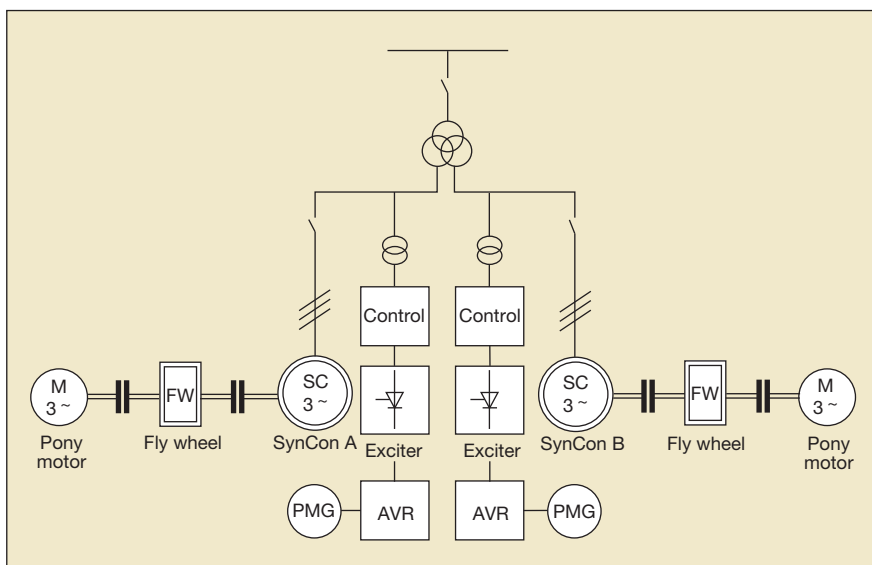 Control
Control
M
3 ~
FW
SC
3 ~
SC
3 ~
FW
M
3 ~
Pony
motor
Fly wheel
SynCon A
Exciter
Exciter
SynCon B
Fly wheel
Pony
motor
PMG
AVR
AVR
PMG